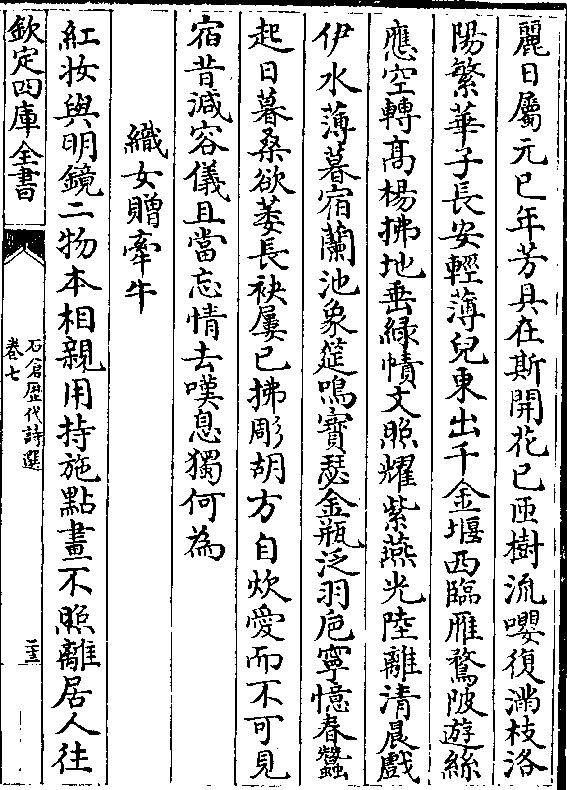 麗日屬元巳年芳具在斯開花已匝樹流嚶復滿枝洛
陽繁華子長安輕薄兒東出千金堰西臨雁鶩陂遊絲
應空轉髙楊拂地垂緑幘文照耀紫燕光陸離清晨戲
伊水薄暮宿蘭池象筵鳴寶瑟金瓶泛羽巵寧憶春蠶
起日暮桑欲萎長袂屢已拂彫胡方自炊愛而不可見
宿昔減容儀且當忘情去嘆息獨何為
織女贈牽牛
紅妝與明鏡二物本相親用持施點畫不照離居人往
欽定四庫全書
石倉歴代詩選
卷七
二十三